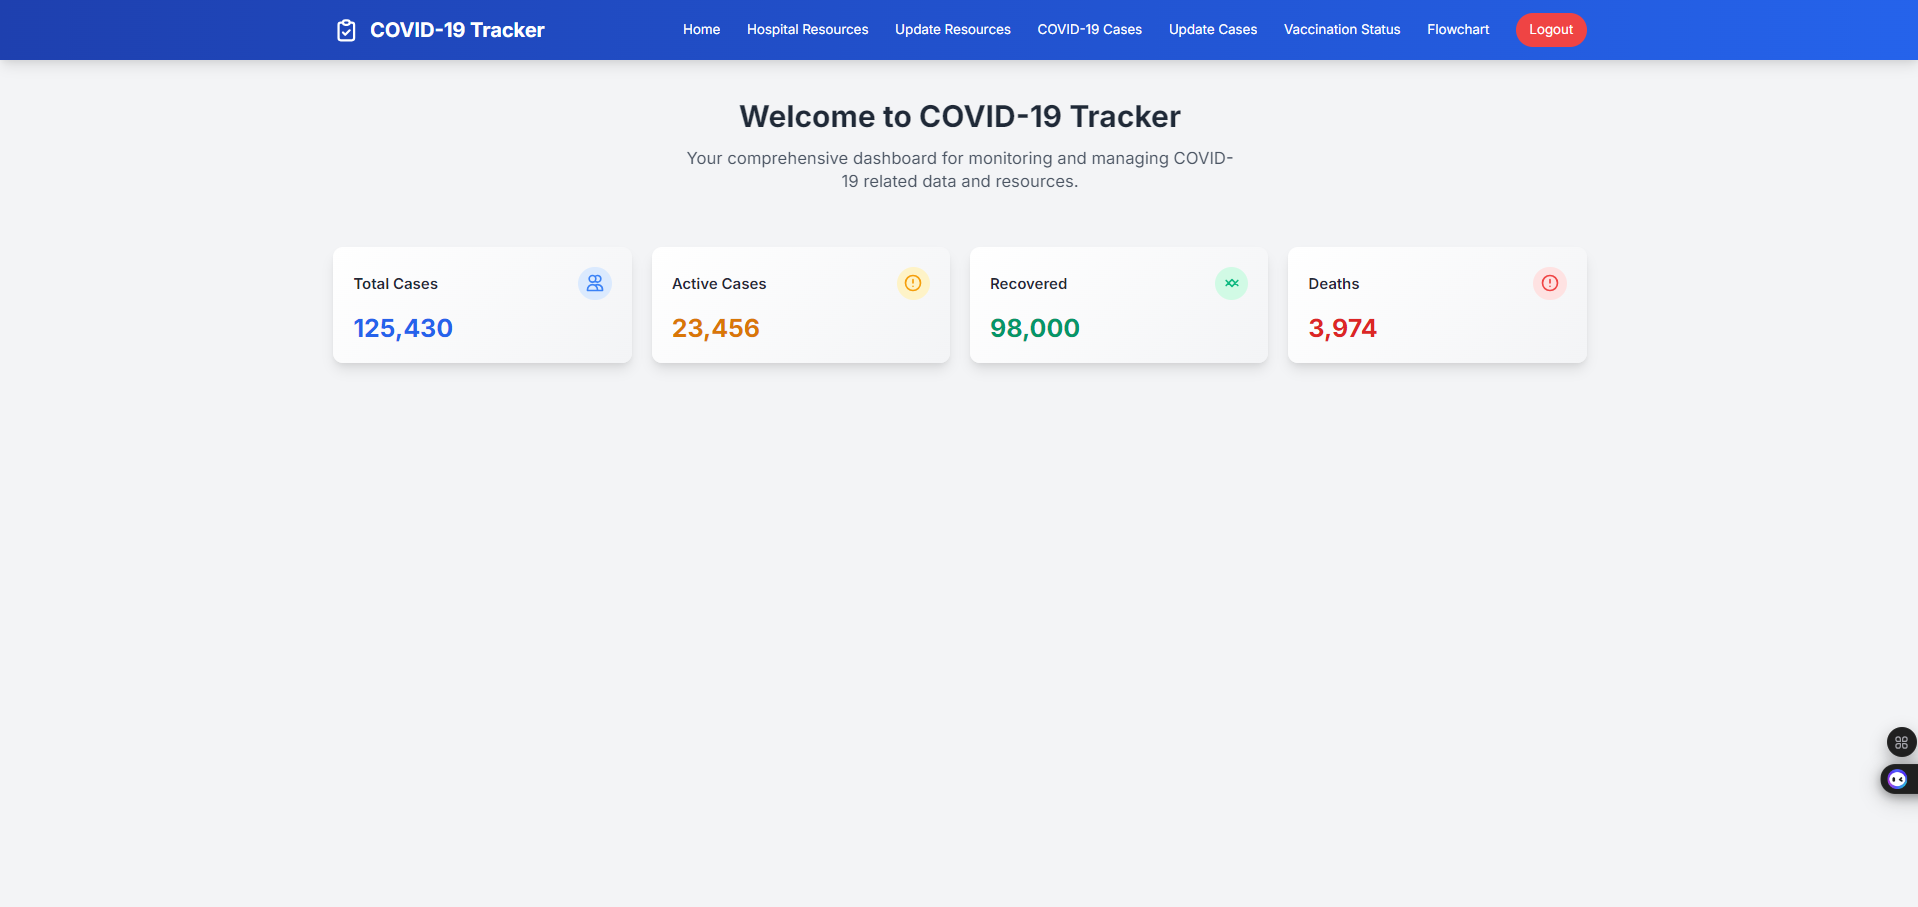 COVID-19 Tracker
Home
Hospital Resources
Update Resources
COVID-19 Cases
Update Cases
Vaccination Status
Flowchart
Logout
Welcome to COVID-19 Tracker
Your comprehensive dashboard for monitoring and managing COVID-
19 related data and resources.
Total Cases
125,430
Active Cases
23,456
Recovered
98,000
Deaths
3,974